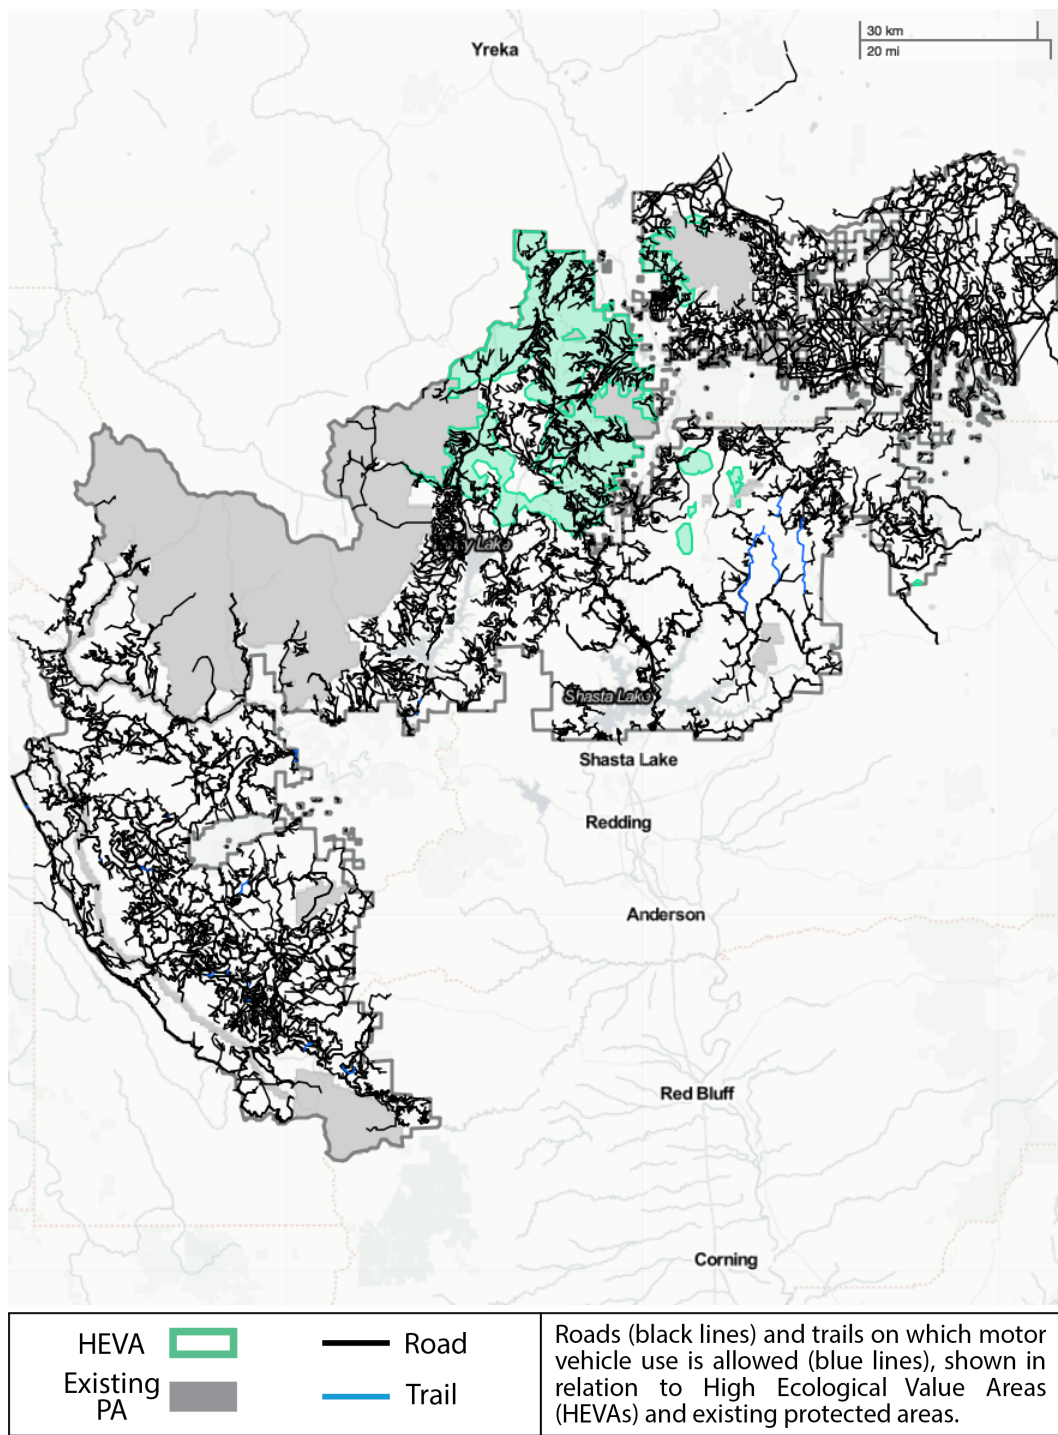 30 km
20 mi
Yreka
Lake
Shasta Lake
Shasta Lake
Redding
Anderson
Red Bluff
Corning
HEVA
Road
Existing
PA
Trail
Roads (black lines) and trails on which motor
vehicle use is allowed (blue lines), shown in
relation to High Ecological Value Areas
(HEVAs) and existing protected areas.